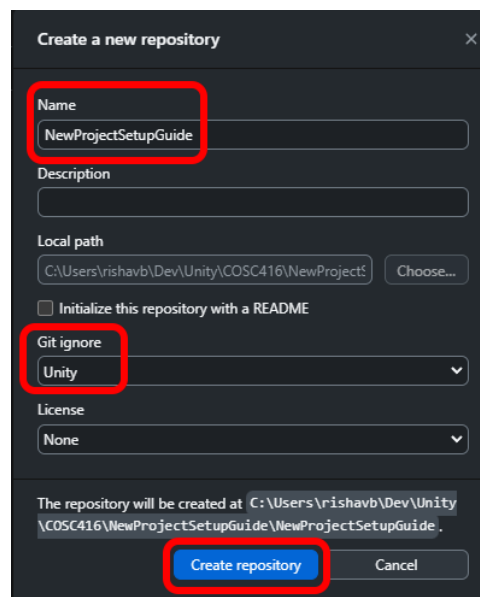 Create a new repository
Name
NewProjectSetupGuide
Description
Local path
C:\Users\rishavb\Dev\Unity\COSC416\NewProjectS
Choose...
Initialize this repository with a README
Git ignore
Unity
License
None
The repository will be created at C:\Users\rishavb\Dev\Unity
\COSC416\NewProjectSetupGuide\NewProjectSetupGuide.
Create repository
Cancel